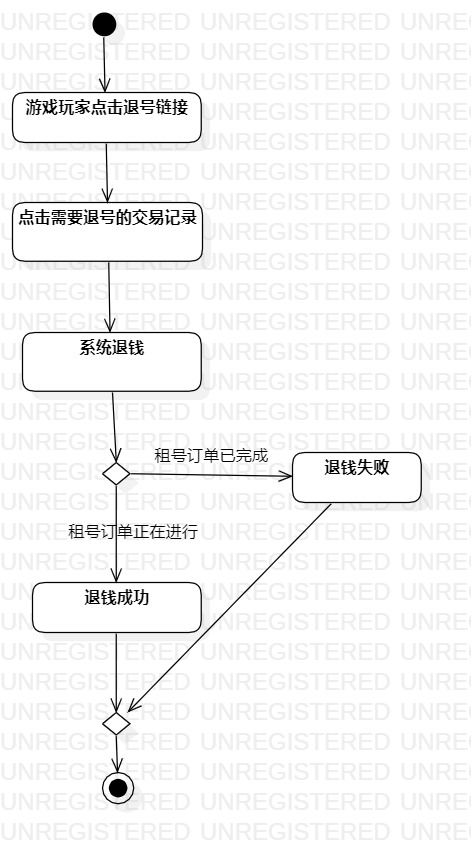 游戏玩家点击退号链接
点击需要退号的交易记录
系统退钱
租号订单已完成
退钱失败
租号订单正在进行
退钱成功
UNREGISTERED